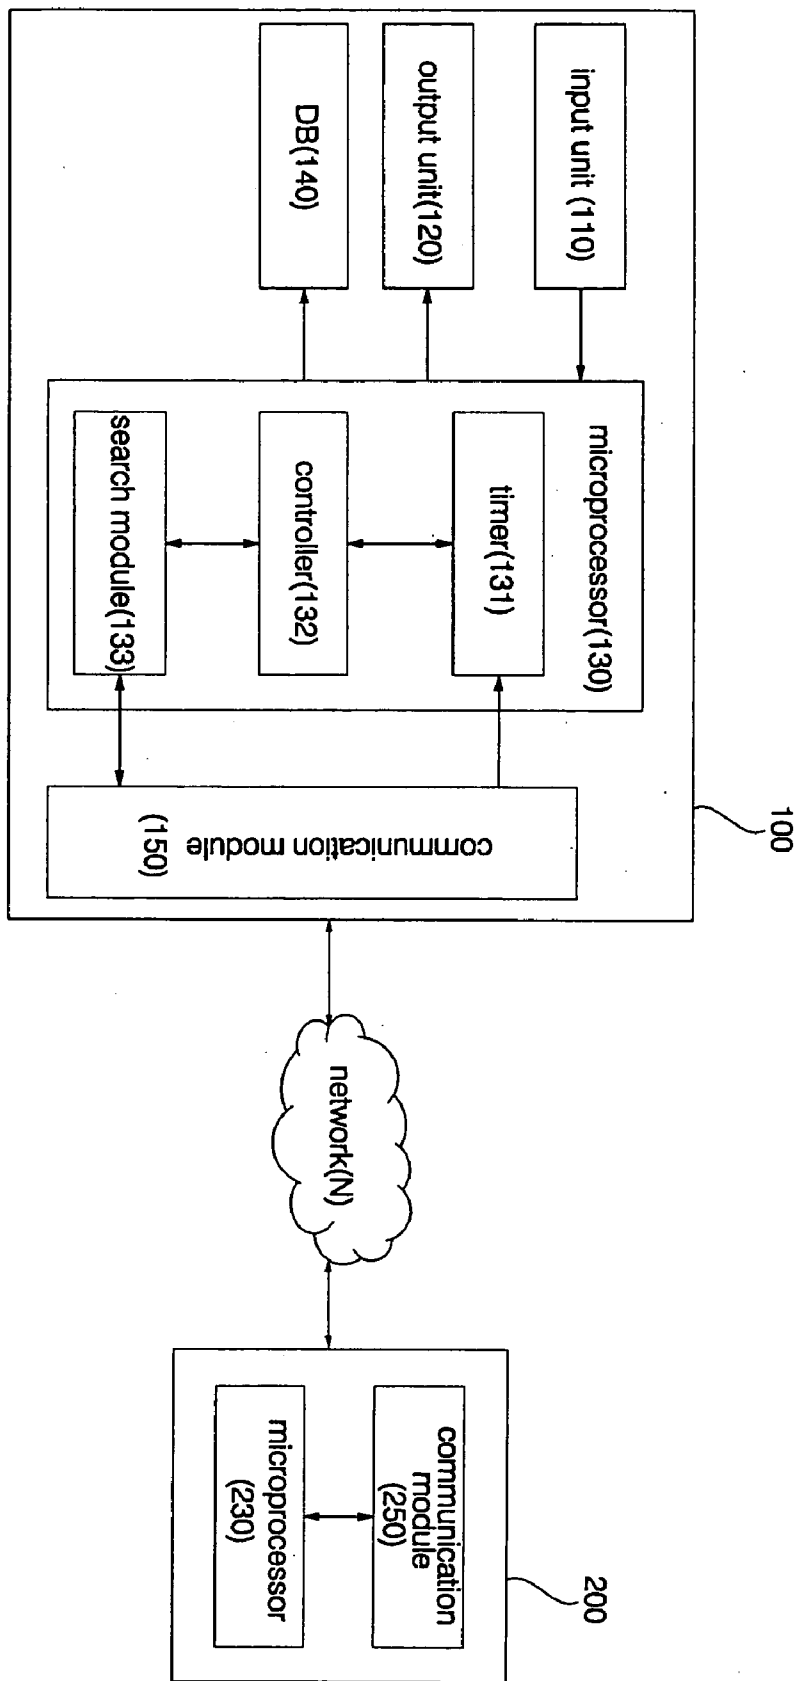 100
input unit (110)
output unit(120)
DB(140)
microprocessor(130)
timer(131)
controller(132)
search module(133)
communication module
(150)
network(N)
200
communication
module
(250)
microprocessor
(230)